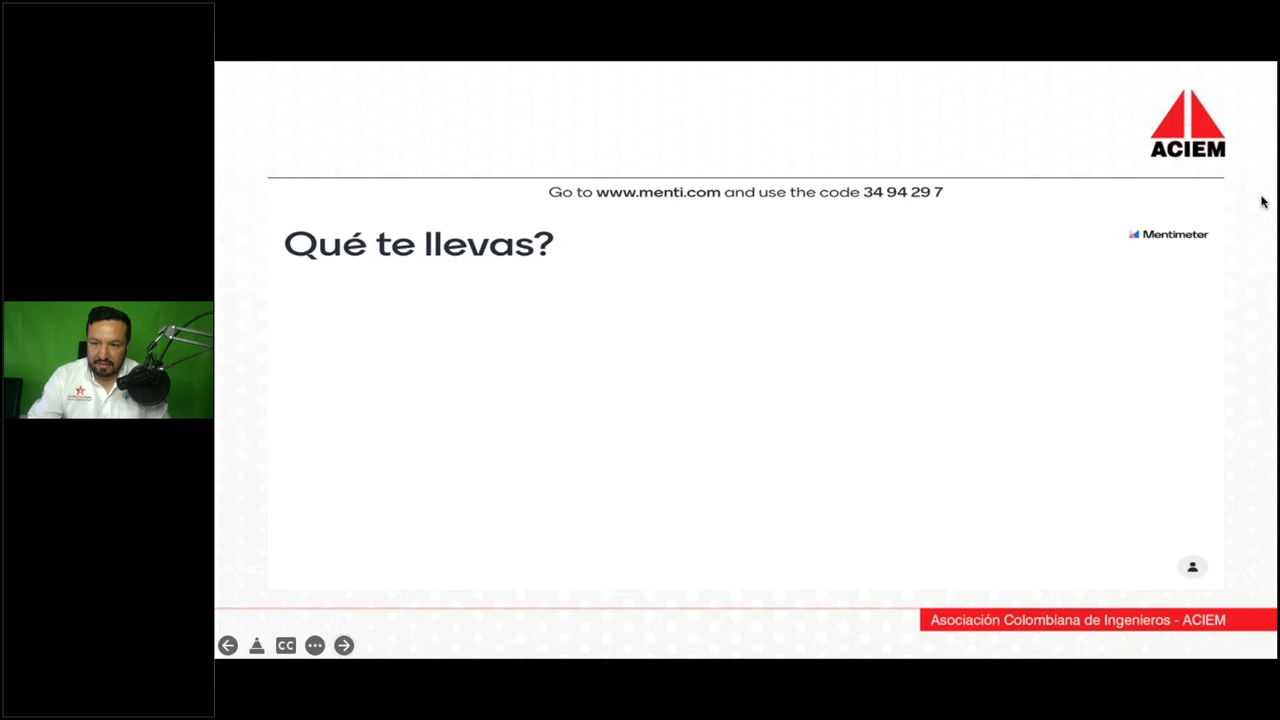 ACIEM
Go to www.menti.com and use the code 34 94 29 7
Qué te llevas?
Mentimeter
Asociación Colombiana de Ingenieros - ACIEM
CC